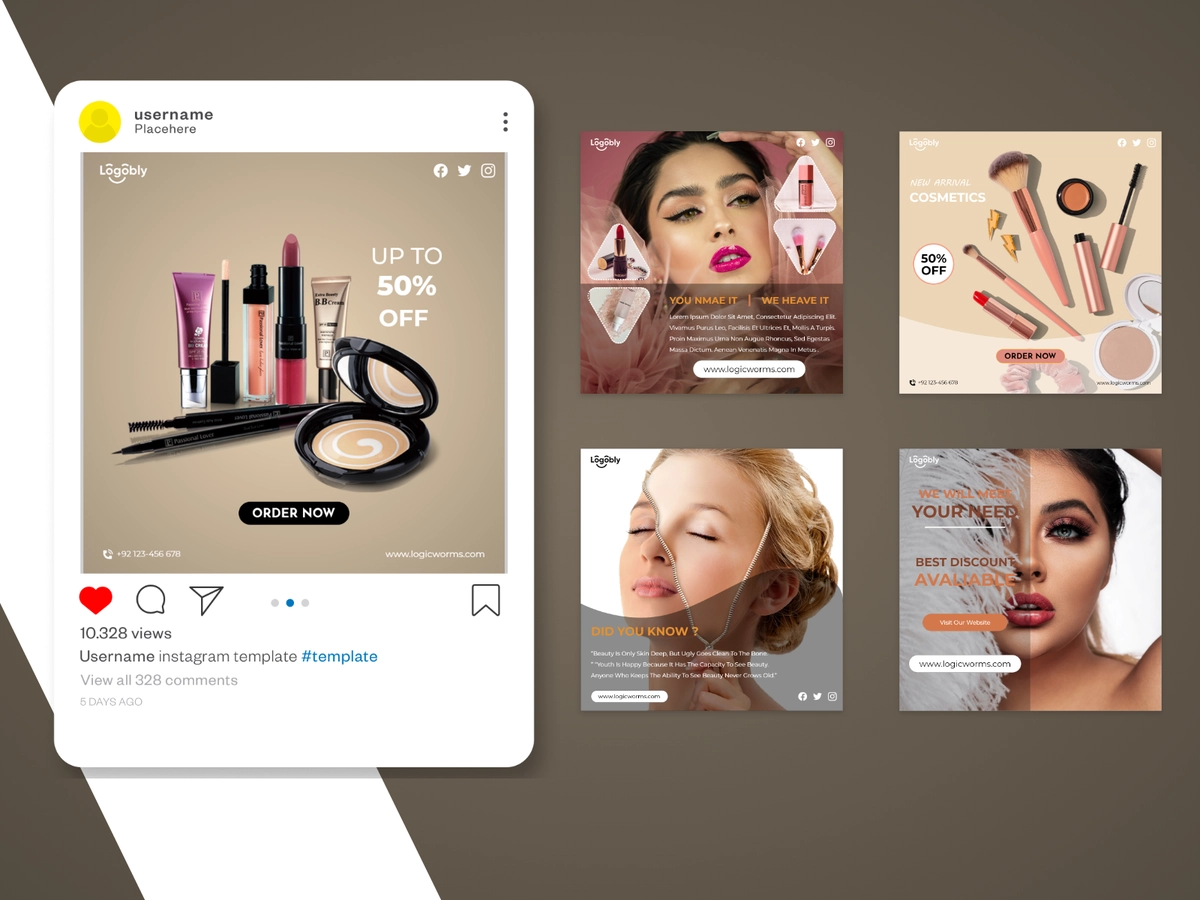 username
Placehere
Logobly
UP TO
50%
OFF
Extra Beauty
B.B Cream
Passional Lover
ORDER NOW
+92 123-456 678
www.logicworms.com
10.328 views
Username instagram template #template
View all 328 comments
5 DAYS AGO
Logobly
YOU NMAE IT | WE HEAVE IT
Lorem Ipsum Dolor Sit Amet, Consectetur Adipiscing Elit.
Vivamus Purus Leo, Facilisis Et Ultrices Et, Mollis A Turpis.
Proin Maximus Urna Non Augue Rhoncus, Sed Egestas
Massa Dictum. Aenean Venenatis Magna In Metus.
www.logicworms.com
Logobly
NEW ARRIVAL
COSMETICS
50%
OFF
ORDER NOW
+92 123-456 678
www.logicworms.com
Logobly
DID YOU KNOW ?
"Beauty Is Only Skin Deep, But Ugly Goes Clean To The Bone.
" "Youth Is Happy Because It Has The Capacity To See Beauty.
Anyone Who Keeps The Ability To See Beauty Never Grows Old."
www.logicworms.com
Logobly
WE WILL MEET
YOUR NEED.
BEST DISCOUNT
AVALIABLE
Visit Our Website
www.logicworms.com